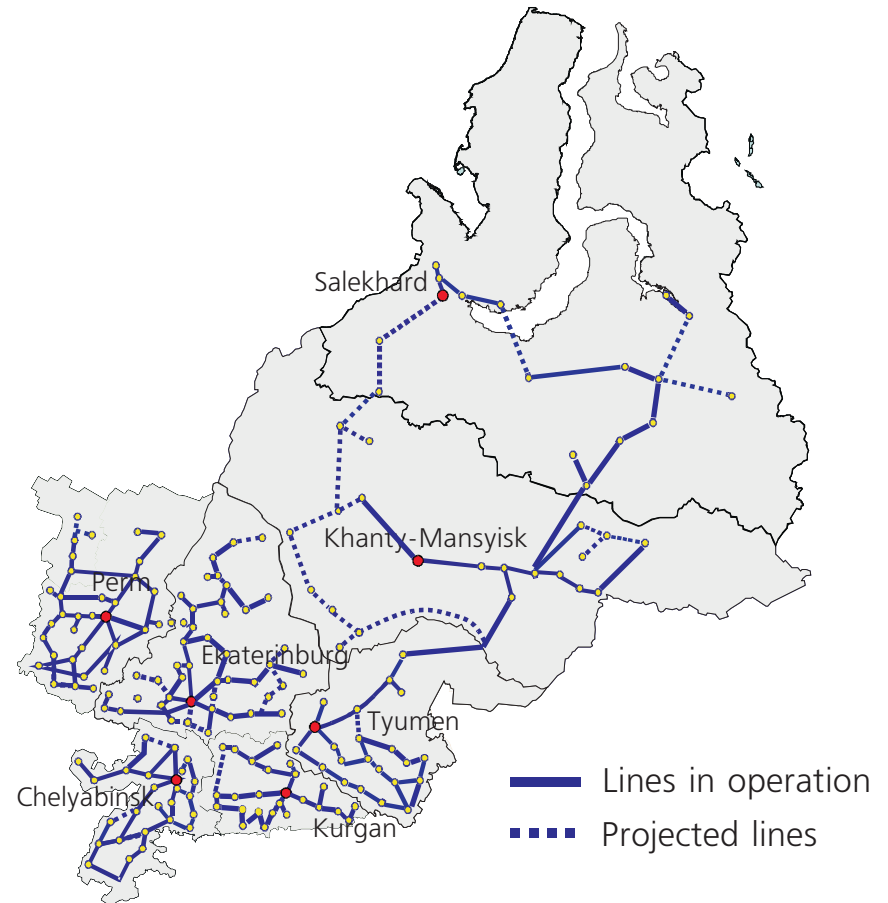 Salekhard
Khanty-Mansyisk
Perm
Ekaterinburg
Tyumen
Lines in operation
Chelyabinsk
Kurgan
Projected lines